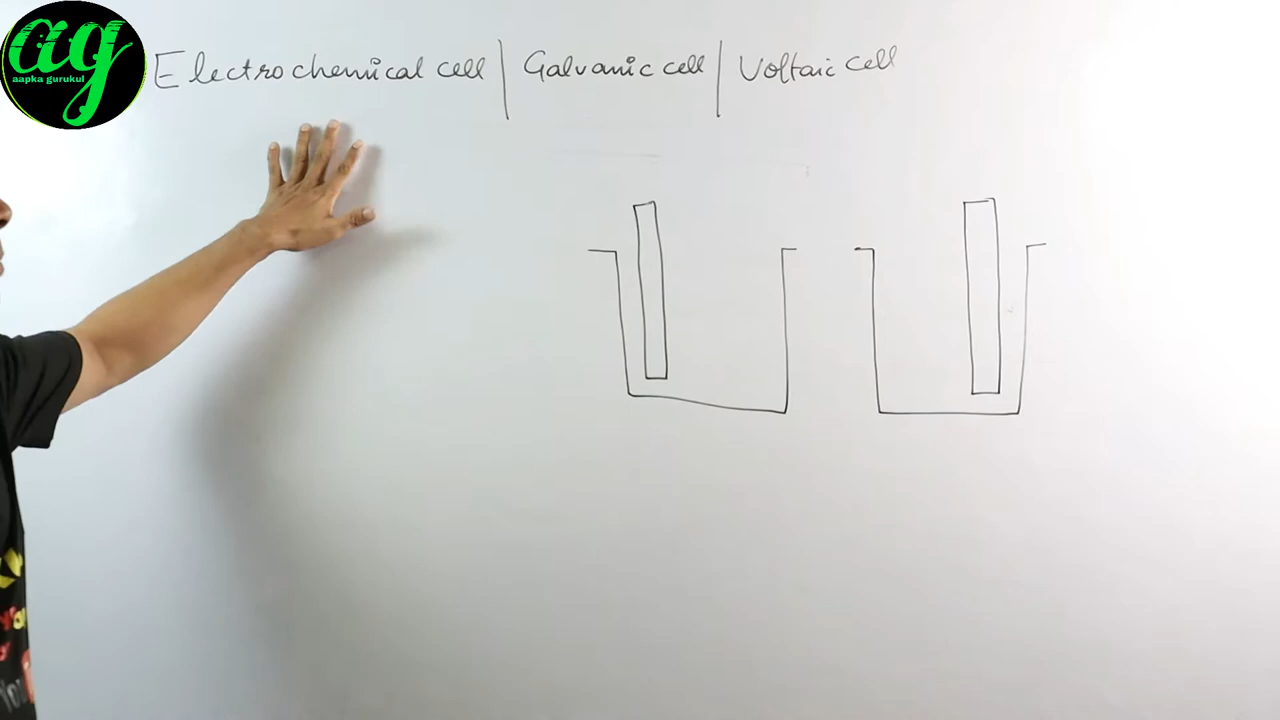 ag
aapka gurukul
Electrochemical cell | Galvanic cell | Voltaic cell